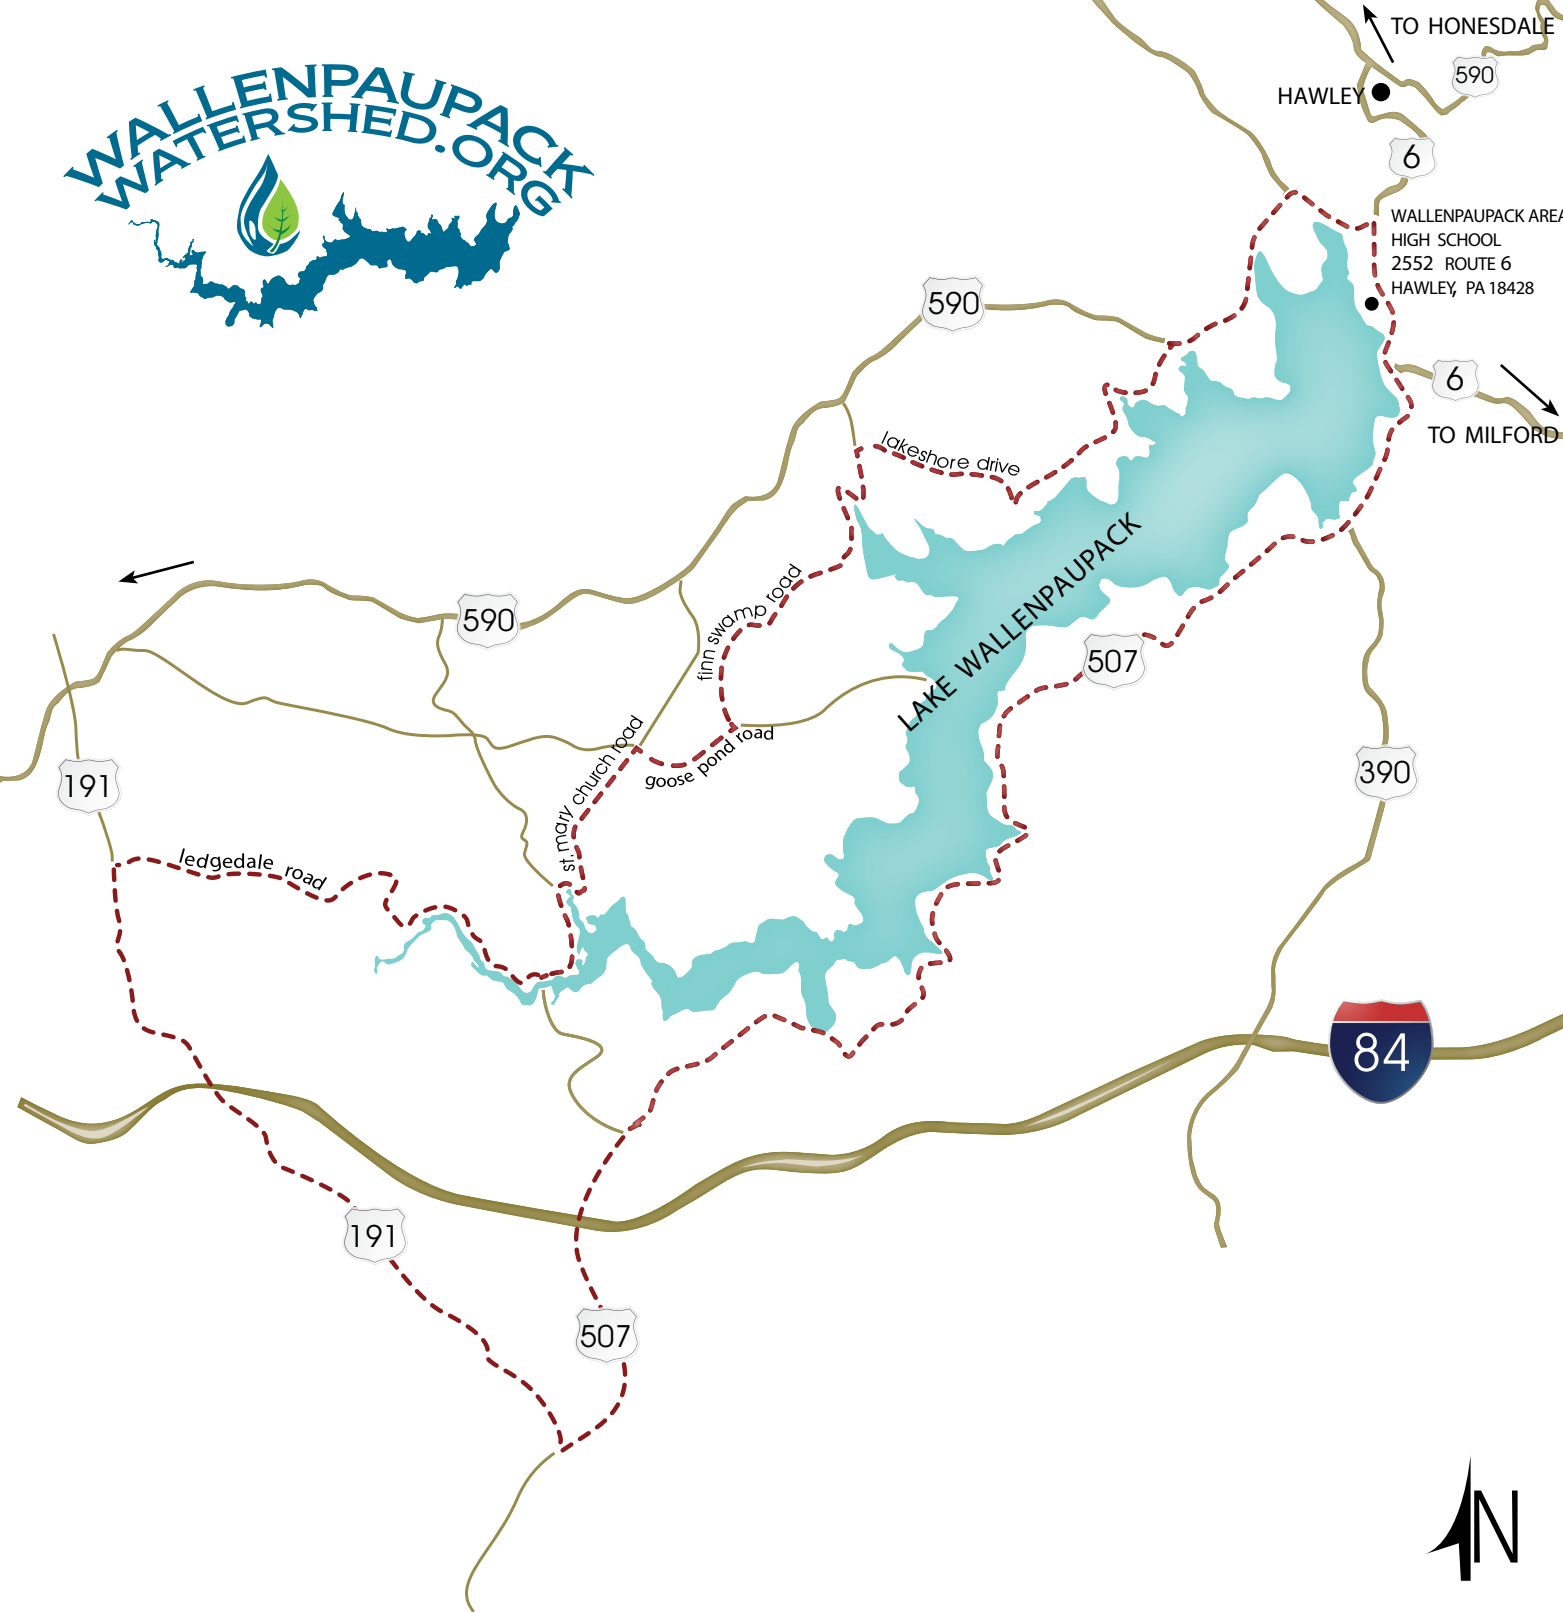 WALLENPAUPACK
WATERSHED.ORG
TO HONESDALE
590
HAWLEY
6
WALLENPAUPACK AREA
HIGH SCHOOL
2552 ROUTE 6
HAWLEY, PA 18428
590
6
TO MILFORD
lakeshore drive
LAKE WALLENPAUPACK
finn swamp road
590
507
goose pond road
st. mary church road
191
390
ledgedale road
84
191
507
N